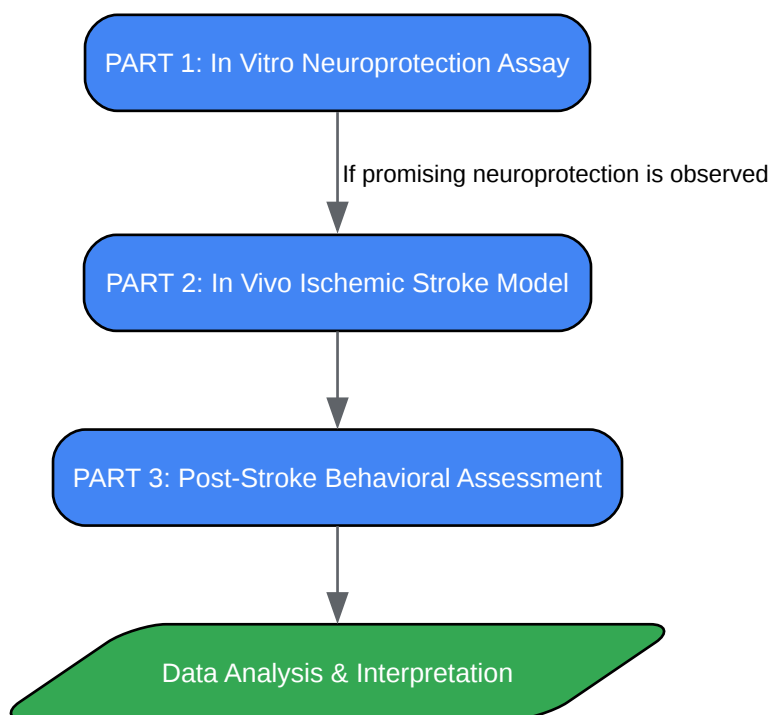 PART 1: In Vitro Neuroprotection Assay
If promising neuroprotection is observed
PART 2: In Vivo Ischemic Stroke Model
PART 3: Post-Stroke Behavioral Assessment
Data Analysis & Interpretation